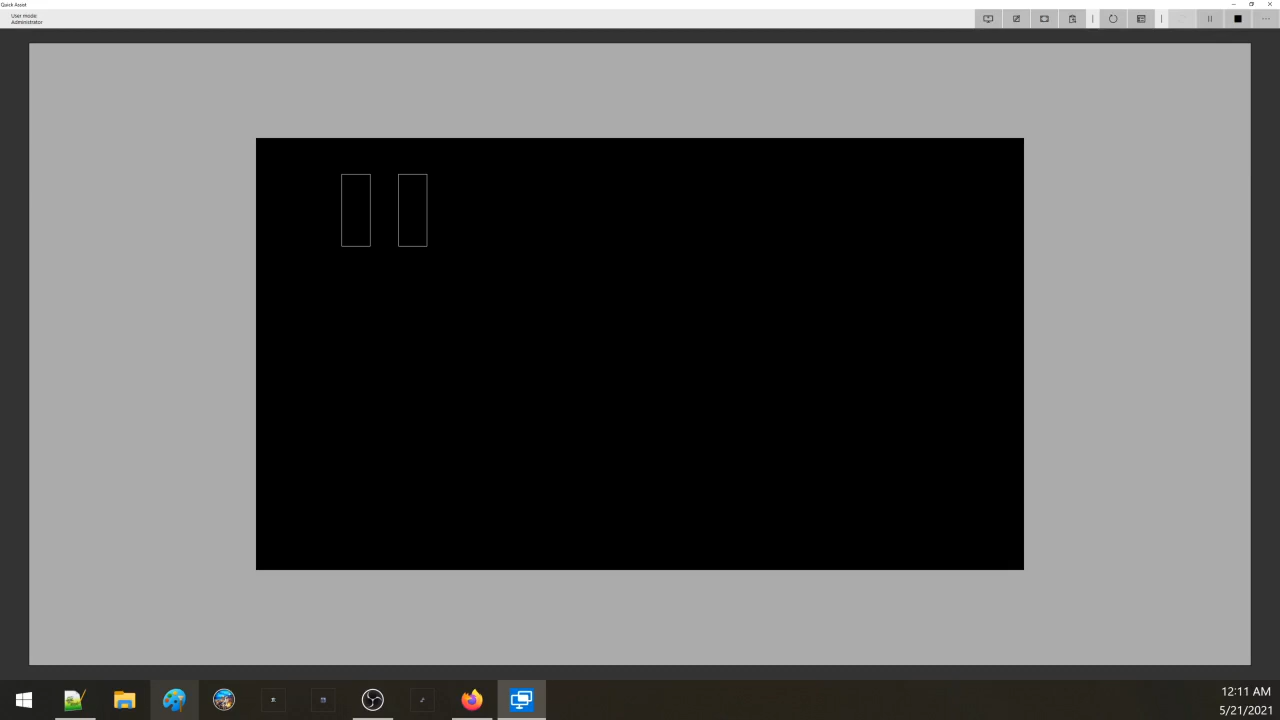 Quick Assist
User mode:
Administrator
12:11 AM
5/21/2021